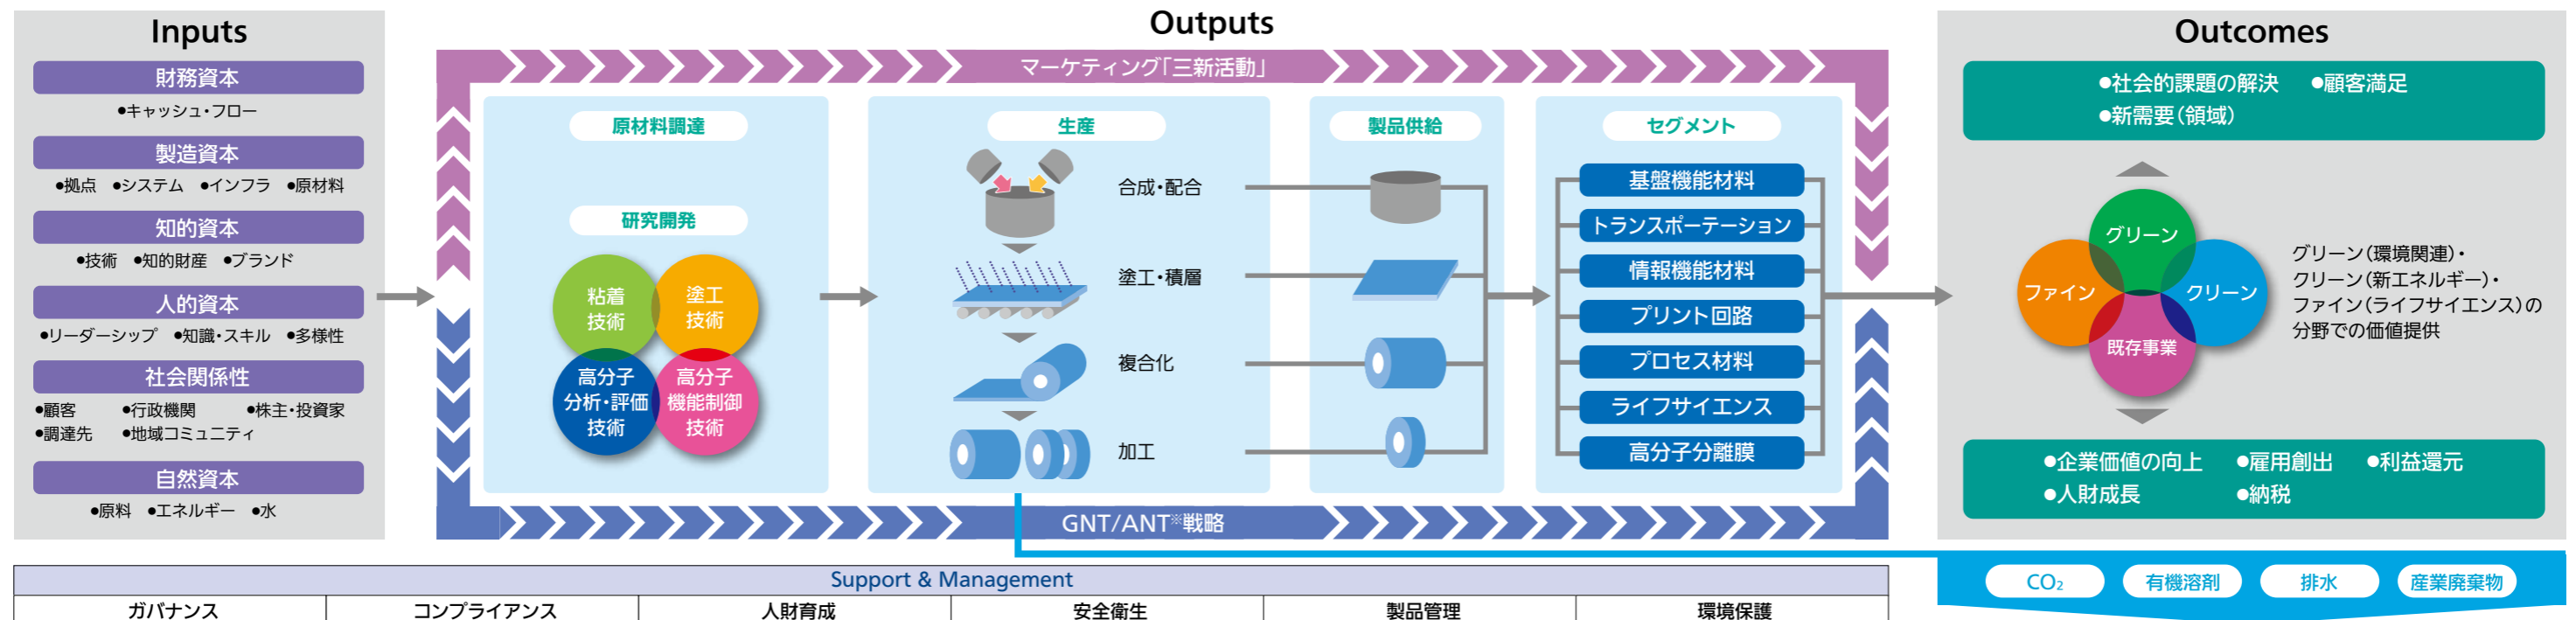 Inputs
財務資本
●キャッシュ・フロー
製造資本
●拠点 ●システム ●インフラ ●原材料
知的資本
●技術 ●知的財産 ●ブランド
人的資本
●リーダーシップ ●知識・スキル ●多様性
社会関係性
●顧客 ●行政機関 ●株主・投資家
●調達先 ●地域コミュニティ
自然資本
●原料 ●エネルギー ●水
Outputs
マーケティング「三新活動」
原材料調達
研究開発
粘着
技術
塗工
技術
高分子
分析・評価
技術
高分子
機能制御
技術
生産
合成・配合
塗工・積層
複合化
加工
製品供給
セグメント
基盤機能材料
トランスポーテーション
情報機能材料
プリント回路
プロセス材料
ライフサイエンス
高分子分離膜
GNT/ANT※戦略
Outcomes
●社会的課題の解決 ●顧客満足
●新需要（領域）
グリーン
ファイン
クリーン
既存事業
グリーン（環境関連）・
クリーン（新エネルギー）・
ファイン（ライフサイエンス）の
分野での価値提供
●企業価値の向上 ●雇用創出 ●利益還元
●人財成長 ●納税
CO₂ 有機溶剤 排水 産業廃棄物
Support & Management
ガバナンス コンプライアンス 人財育成 安全衛生 製品管理 環境保護